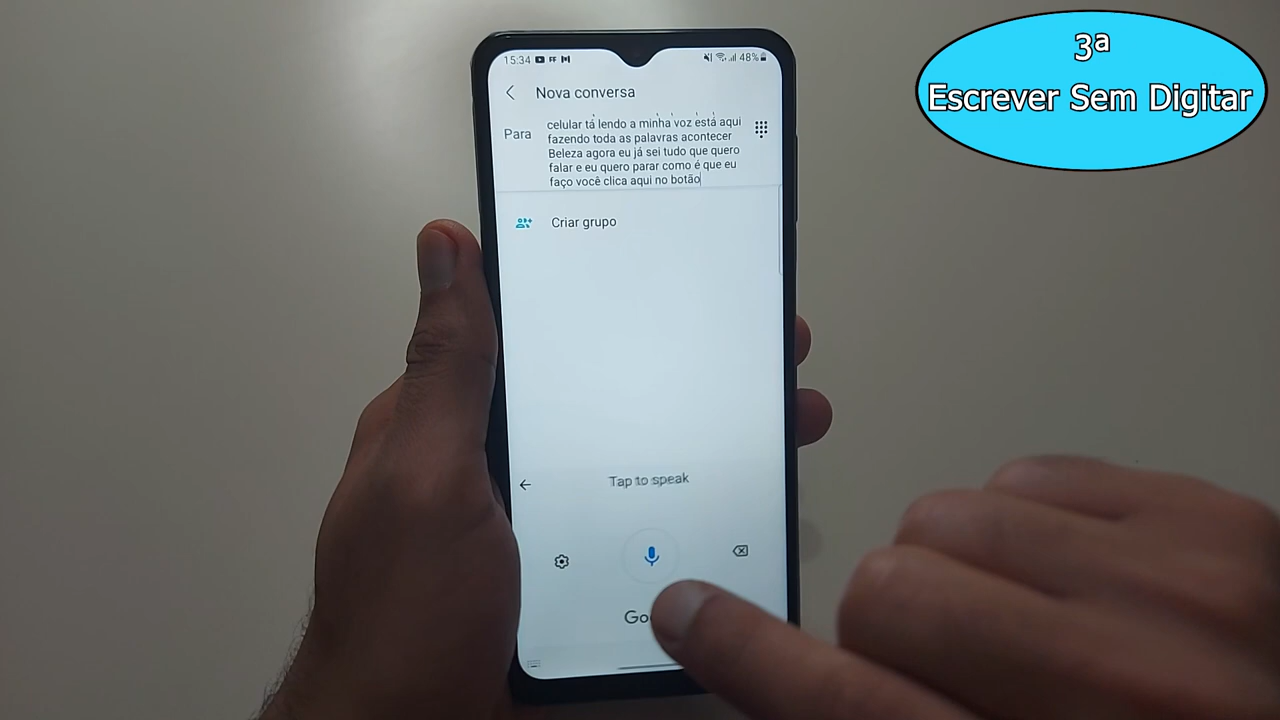 3ª
Escrever Sem Digitar
15:34
48%
Nova conversa
Para
celular tá lendo a minha voz está aqui
fazendo toda as palavras acontecer
Beleza agora eu já sei tudo que quero
falar e eu quero parar como é que eu
faço você clica aqui no botão
Criar grupo
Tap to speak